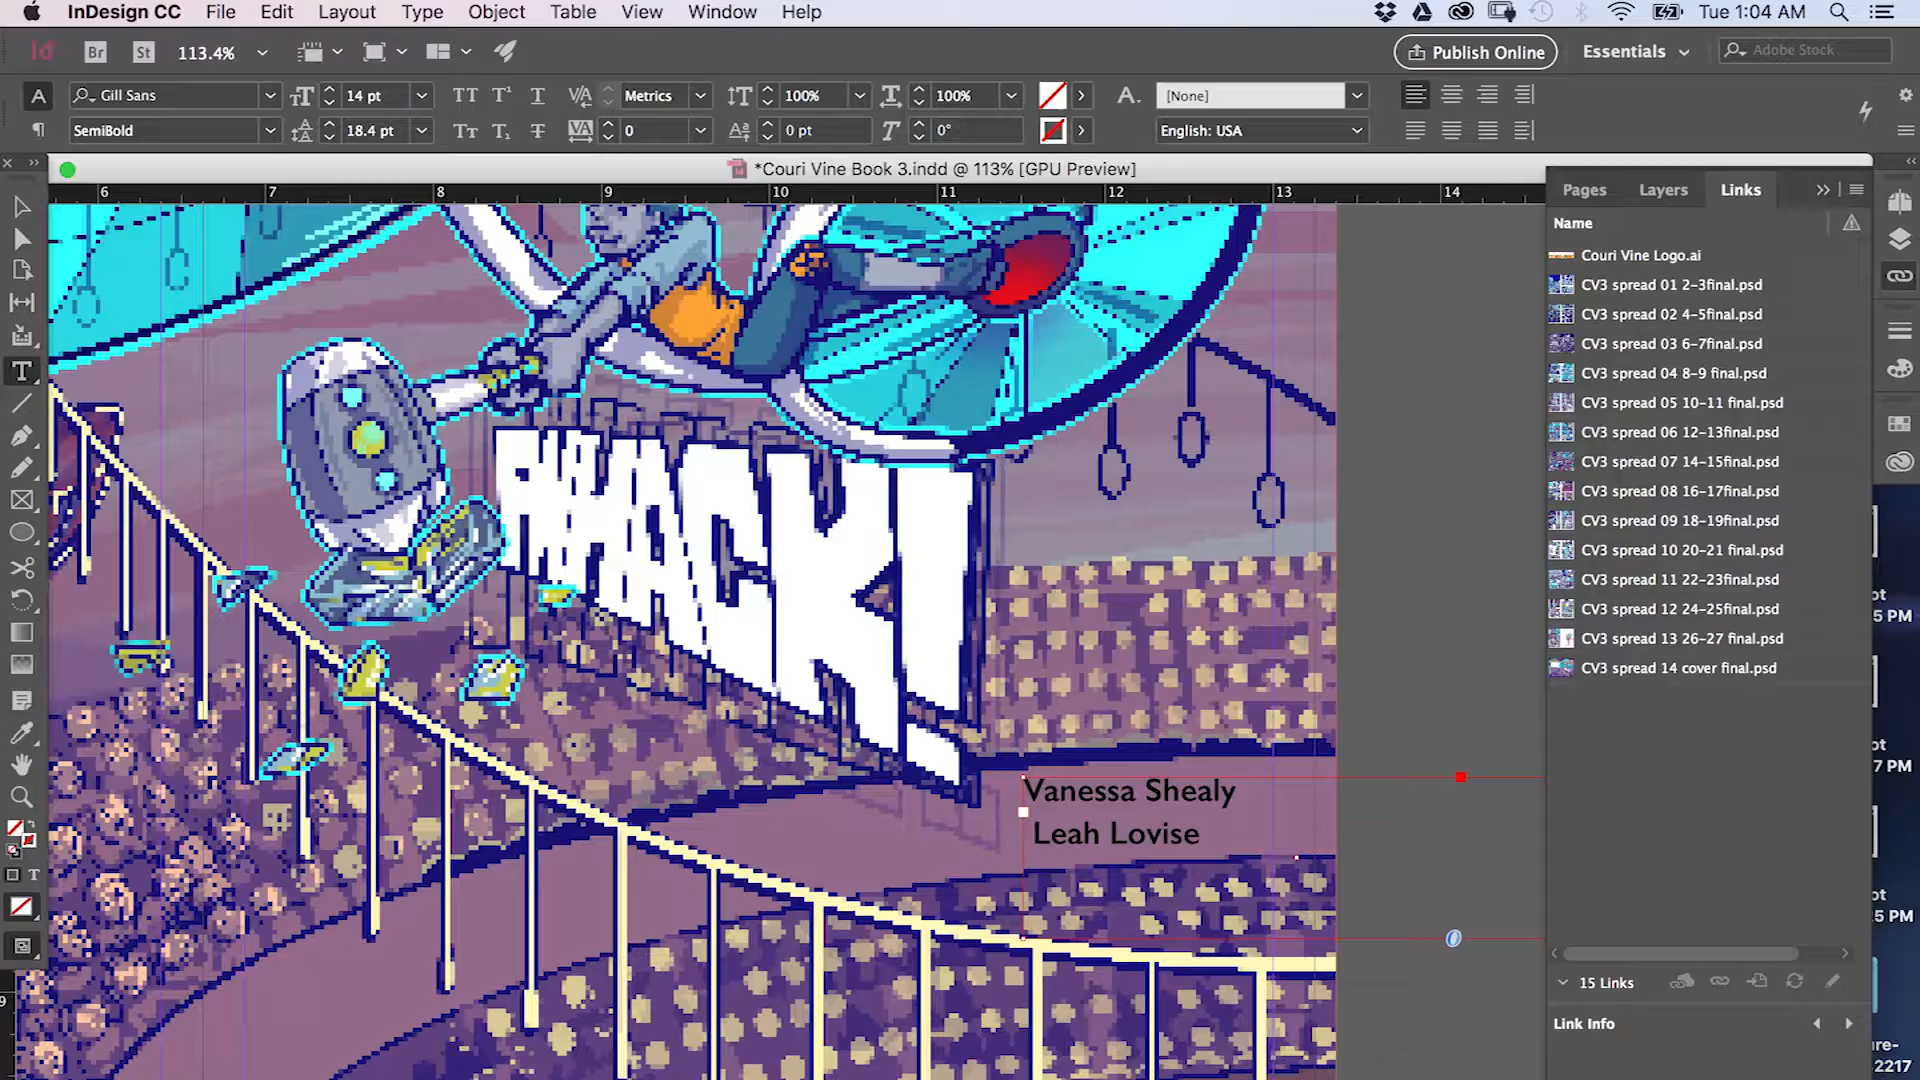 InDesign CC File Edit Layout Type Object Table View Window Help Tue 1:04 AM
Id Br St 113.4% Publish Online Essentials Adobe Stock
A Gill Sans 14 pt Metrics 100% 100% A. [None]
SemiBold 18.4 pt 0 0 pt 0° English: USA
*Couri Vine Book 3.indd @ 113% [GPU Preview]
6 7 8 9 10 11 12 13 14
Pages Layers Links
Name
Couri Vine Logo.ai
CV3 spread 01 2-3final.psd
CV3 spread 02 4-5final.psd
CV3 spread 03 6-7final.psd
CV3 spread 04 8-9 final.psd
CV3 spread 05 10-11 final.psd
CV3 spread 06 12-13final.psd
CV3 spread 07 14-15final.psd
CV3 spread 08 16-17final.psd
CV3 spread 09 18-19final.psd
CV3 spread 10 20-21 final.psd
CV3 spread 11 22-23final.psd
CV3 spread 12 24-25final.psd
CV3 spread 13 26-27 final.psd
CV3 spread 14 cover final.psd
WHACK!
Vanessa Shealy
Leah Lovise
15 Links
Link Info
5 PM
7 PM
5 PM
2217